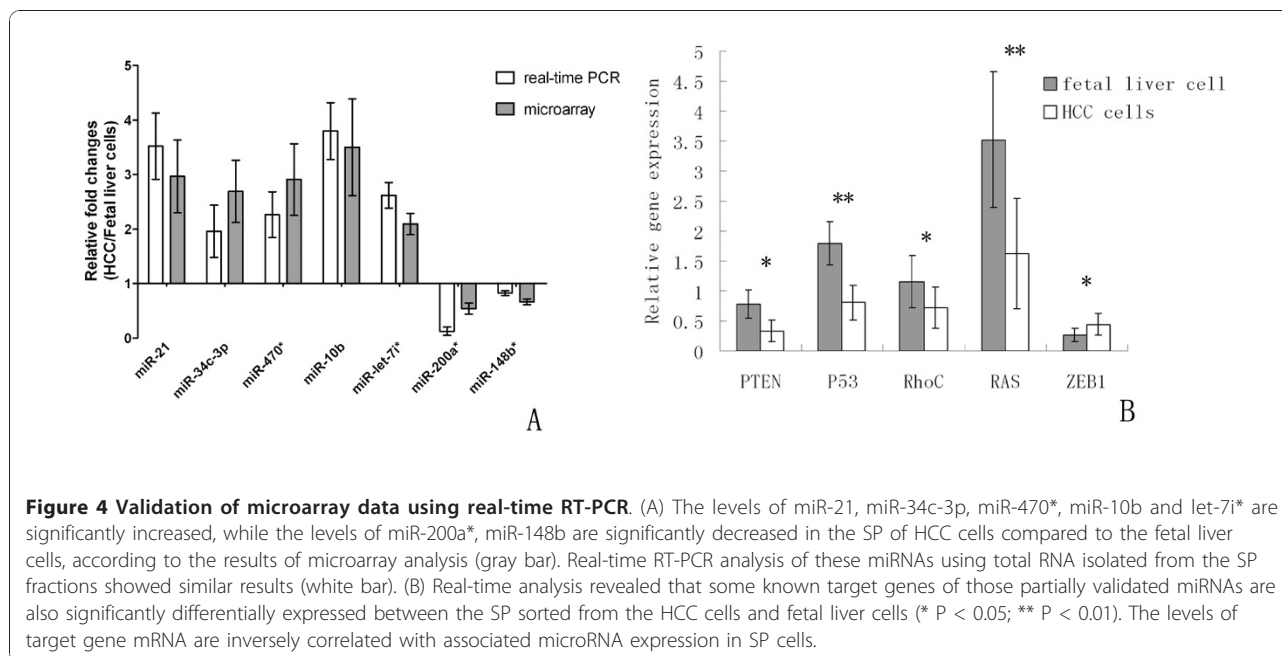 5
4
3
2
1
0
Relative fold changes
(HCC/Fetal liver cells)
real-time PCR
microarray
miR-21
miR-34c-3p
miR-470*
miR-10b
miR-let-7i*
miR-200a*
miR-148b*
A
5
4.5
4
3.5
3
2.5
2
1.5
1
0.5
0
Relative gene expression
fetal liver cell
HCC cells
*
**
*
**
*
PTEN
P53
RhoC
RAS
ZEB1
B
Figure 4 Validation of microarray data using real-time RT-PCR. (A) The levels of miR-21, miR-34c-3p, miR-470*, miR-10b and let-7i* are
significantly increased, while the levels of miR-200a*, miR-148b are significantly decreased in the SP of HCC cells compared to the fetal liver
cells, according to the results of microarray analysis (gray bar). Real-time RT-PCR analysis of these miRNAs using total RNA isolated from the SP
fractions showed similar results (white bar). (B) Real-time analysis revealed that some known target genes of those partially validated miRNAs are
also significantly differentially expressed between the SP sorted from the HCC cells and fetal liver cells (* P < 0.05; ** P < 0.01). The levels of
target gene mRNA are inversely correlated with associated microRNA expression in SP cells.